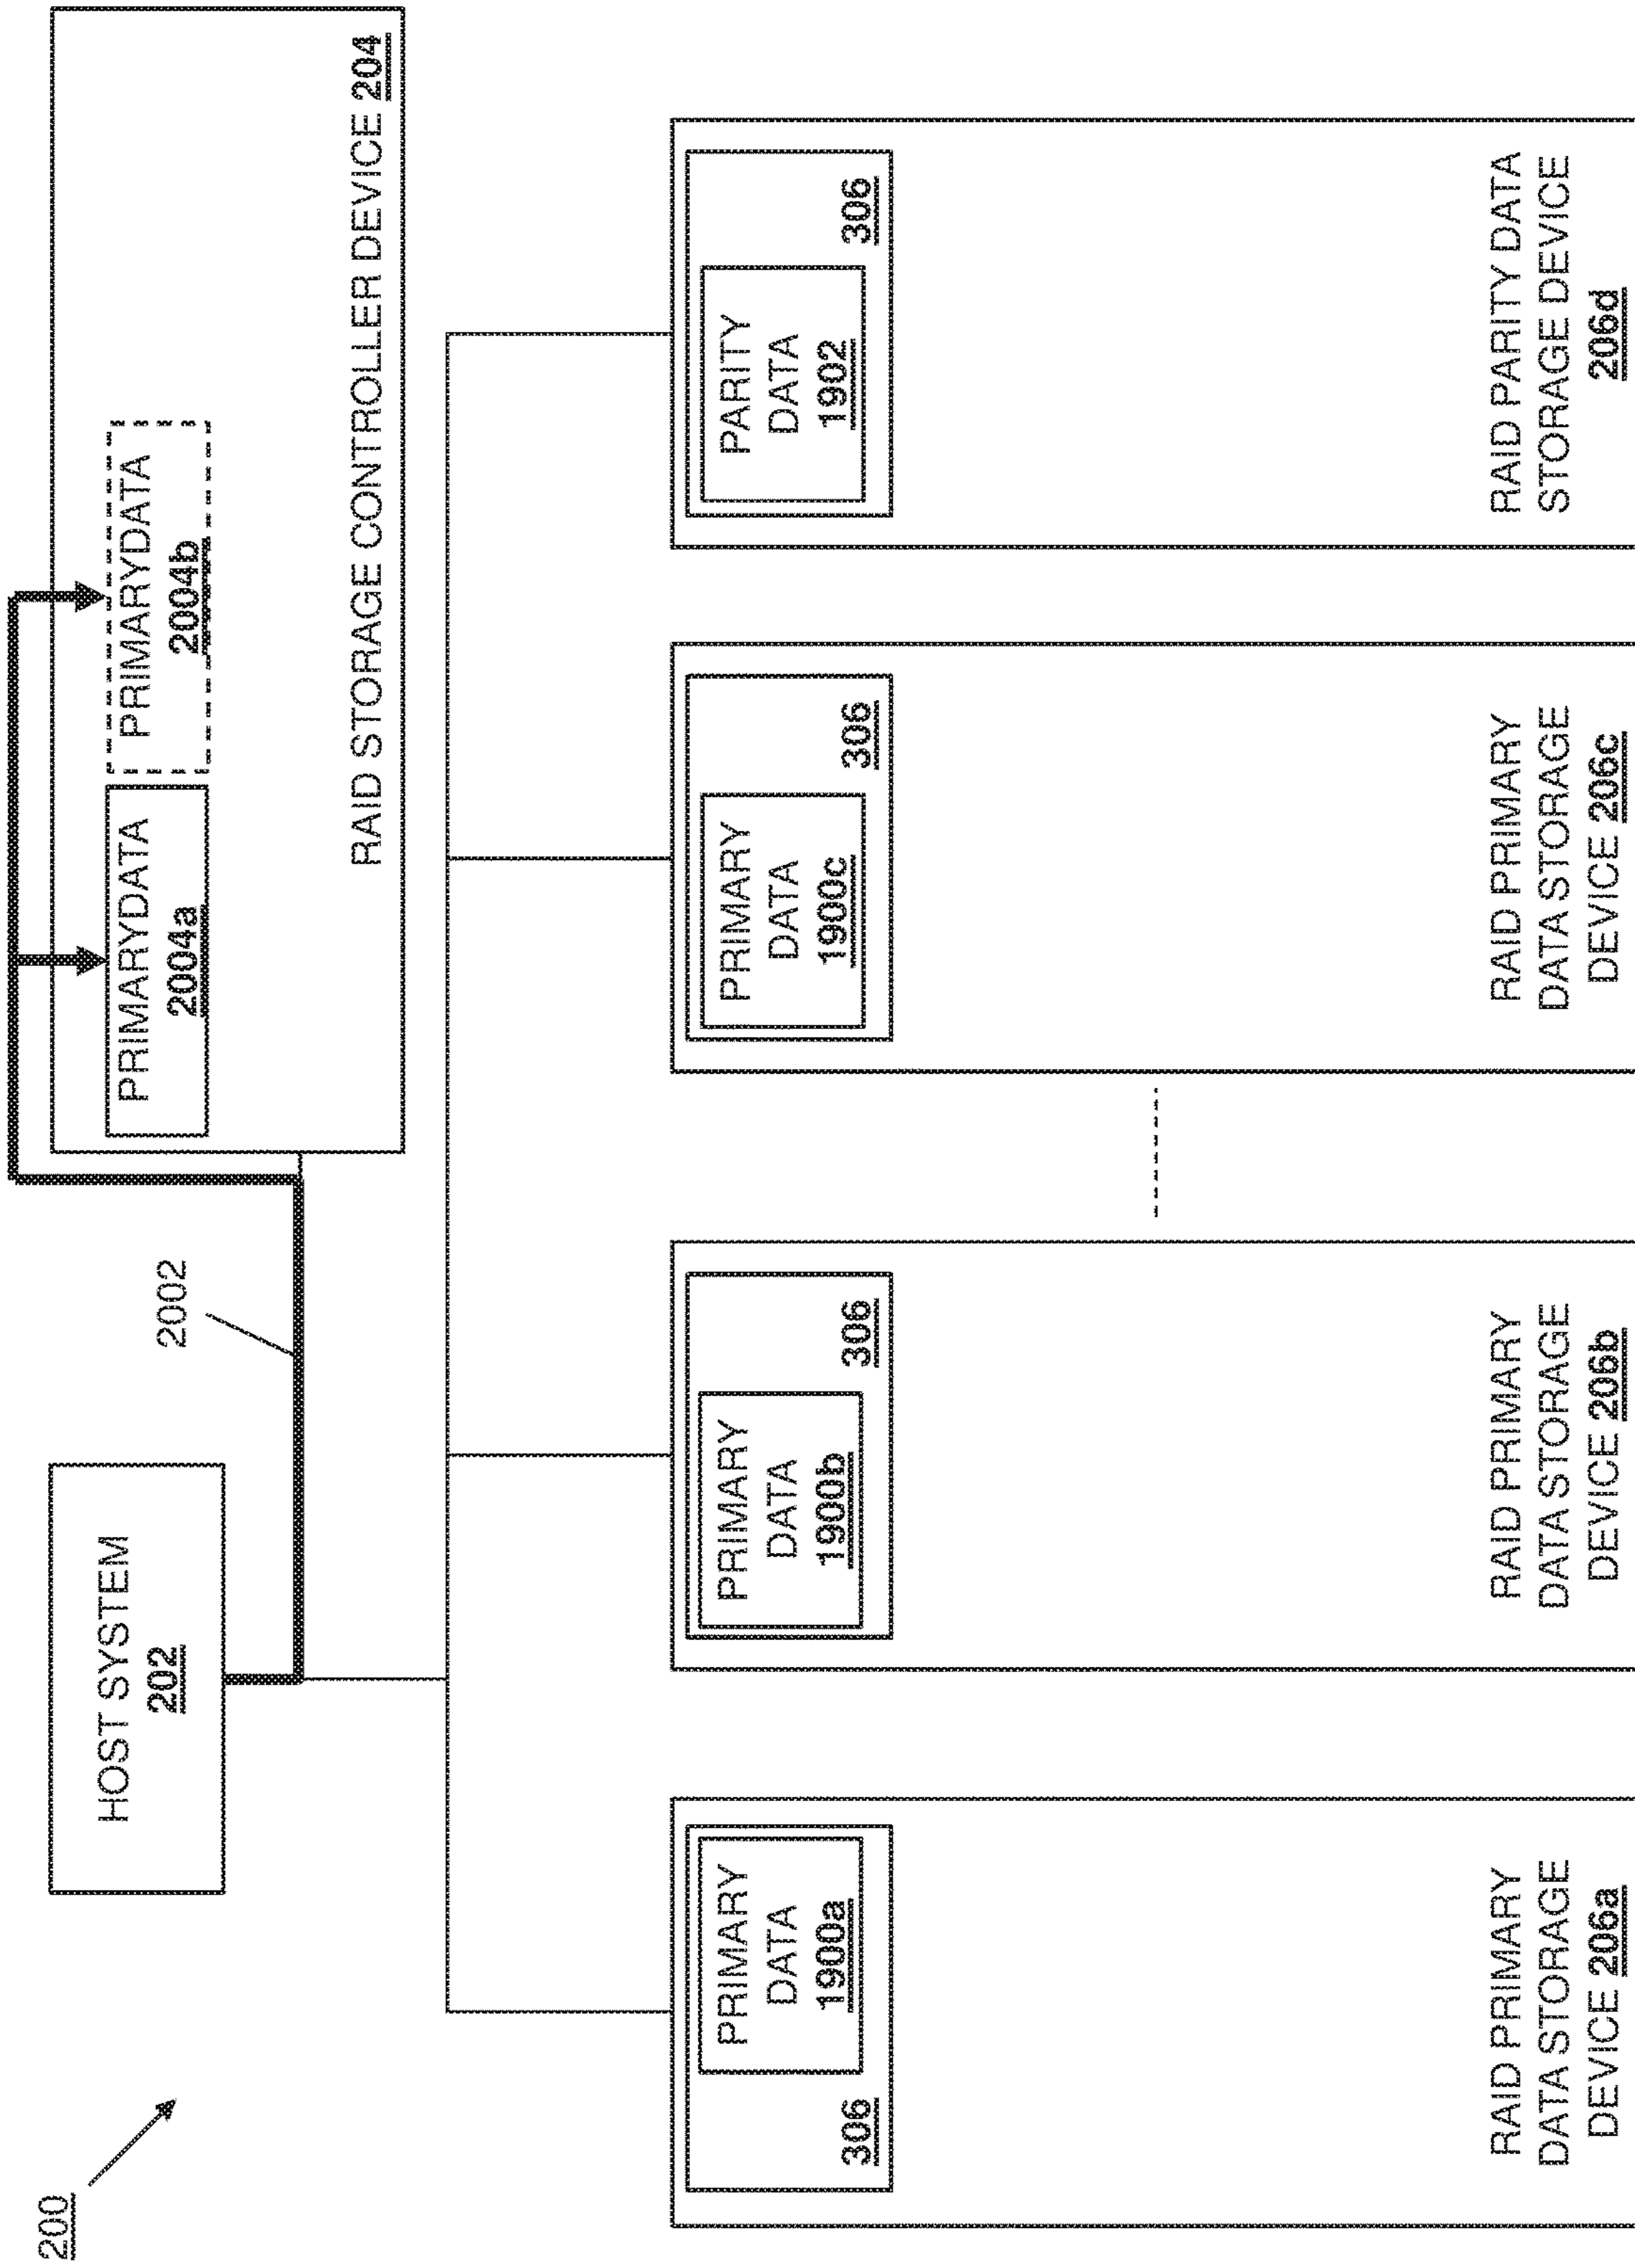 200
HOST SYSTEM
202
2002
PRIMARYDATA
2004a
PRIMARYDATA
2004b
RAID STORAGE CONTROLLER DEVICE 204
306
PRIMARY
DATA
1900a
RAID PRIMARY
DATA STORAGE
DEVICE 206a
PRIMARY
DATA
1900b
306
RAID PRIMARY
DATA STORAGE
DEVICE 206b
PRIMARY
DATA
1900c
306
RAID PRIMARY
DATA STORAGE
DEVICE 206c
PARITY
DATA
1902
306
RAID PARITY DATA
STORAGE DEVICE
206d